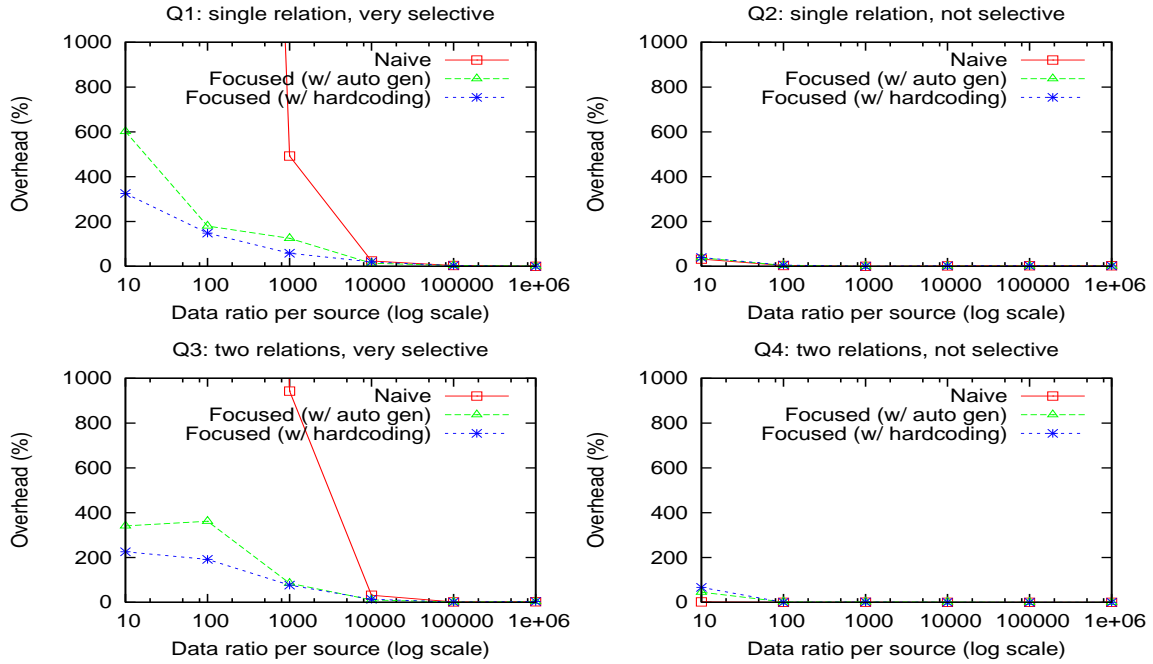 Q1: single relation, very selective
Overhead (%)
1000
800
600
400
200
0
Naive
Focused (w/ auto gen)
Focused (w/ hardcoding)
10 100 1000 10000 100000 1e+06
Data ratio per source (log scale)
Q2: single relation, not selective
Overhead (%)
1000
800
600
400
200
0
Naive
Focused (w/ auto gen)
Focused (w/ hardcoding)
10 100 1000 10000 100000 1e+06
Data ratio per source (log scale)
Q3: two relations, very selective
Overhead (%)
1000
800
600
400
200
0
Naive
Focused (w/ auto gen)
Focused (w/ hardcoding)
10 100 1000 10000 100000 1e+06
Data ratio per source (log scale)
Q4: two relations, not selective
Overhead (%)
1000
800
600
400
200
0
Naive
Focused (w/ auto gen)
Focused (w/ hardcoding)
10 100 1000 10000 100000 1e+06
Data ratio per source (log scale)